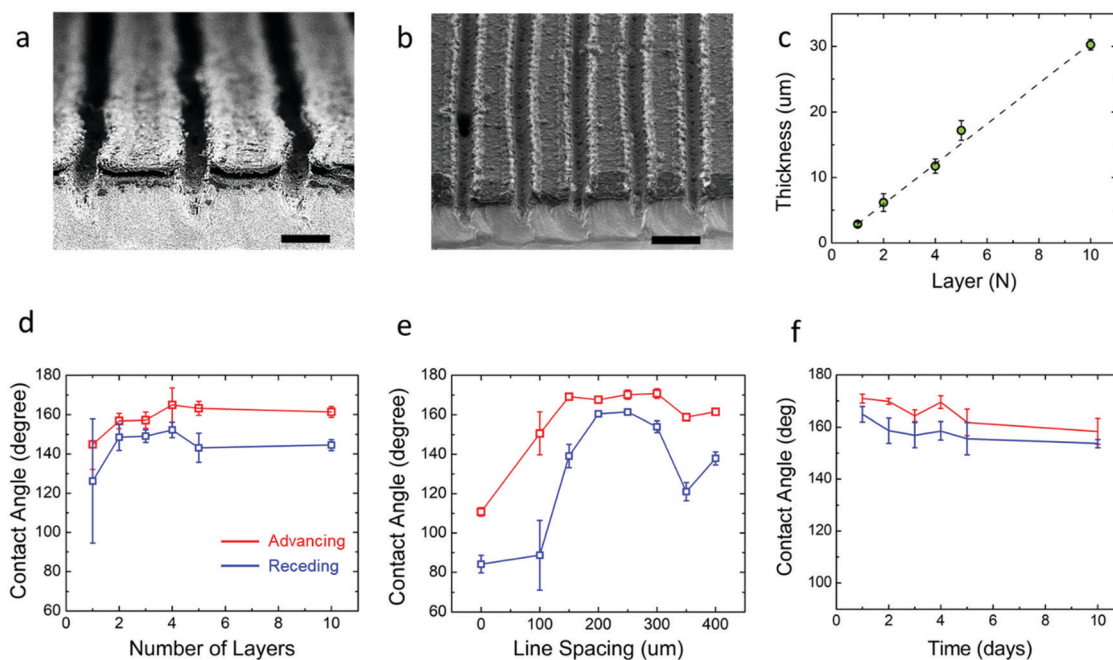 a
b
c
30
20
10
0
Thickness (um)
0 2 4 6 8 10
Layer (N)
d
180
160
140
120
100
80
60
Contact Angle (degree)
Advancing
Receding
0 2 4 6 8 10
Number of Layers
e
180
160
140
120
100
80
60
Contact Angle (degree)
0 100 200 300 400
Line Spacing (um)
f
180
160
140
120
100
Contact Angle (deg)
0 2 4 6 8 10
Time (days)